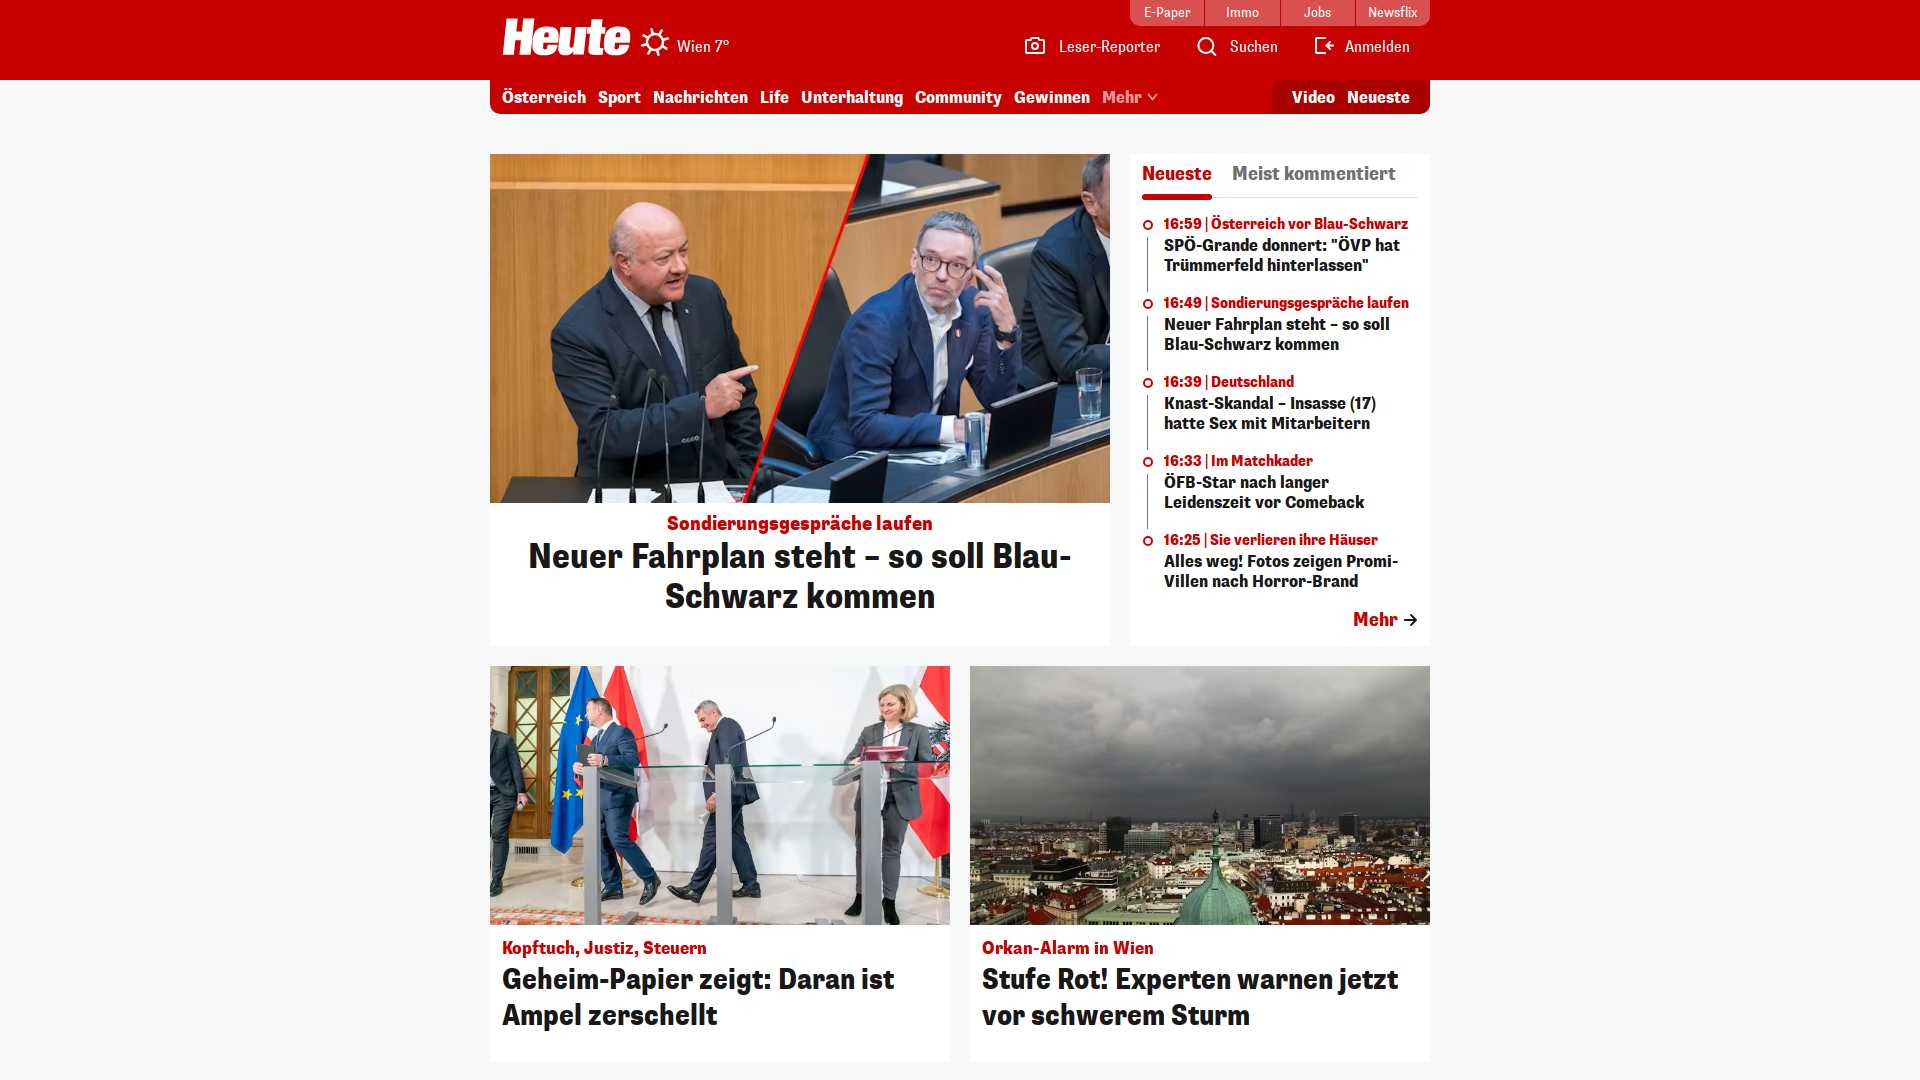 E-Paper
Immo
Jobs
Newsflix
Heute
Wien 7°
Leser-Reporter
Suchen
Anmelden
Österreich
Sport
Nachrichten
Life
Unterhaltung
Community
Gewinnen
Mehr
Video
Neueste
Sondierungsgespräche laufen
Neuer Fahrplan steht – so soll Blau-
Schwarz kommen
Neueste
Meist kommentiert
16:59 | Österreich vor Blau-Schwarz
SPÖ-Grande donnert: "ÖVP hat
Trümmerfeld hinterlassen"
16:49 | Sondierungsgespräche laufen
Neuer Fahrplan steht – so soll
Blau-Schwarz kommen
16:39 | Deutschland
Knast-Skandal – Insasse (17)
hatte Sex mit Mitarbeitern
16:33 | Im Matchkader
ÖFB-Star nach langer
Leidenszeit vor Comeback
16:25 | Sie verlieren ihre Häuser
Alles weg! Fotos zeigen Promi-
Villen nach Horror-Brand
Mehr
Kopftuch, Justiz, Steuern
Geheim-Papier zeigt: Daran ist
Ampel zerschellt
Orkan-Alarm in Wien
Stufe Rot! Experten warnen jetzt
vor schwerem Sturm